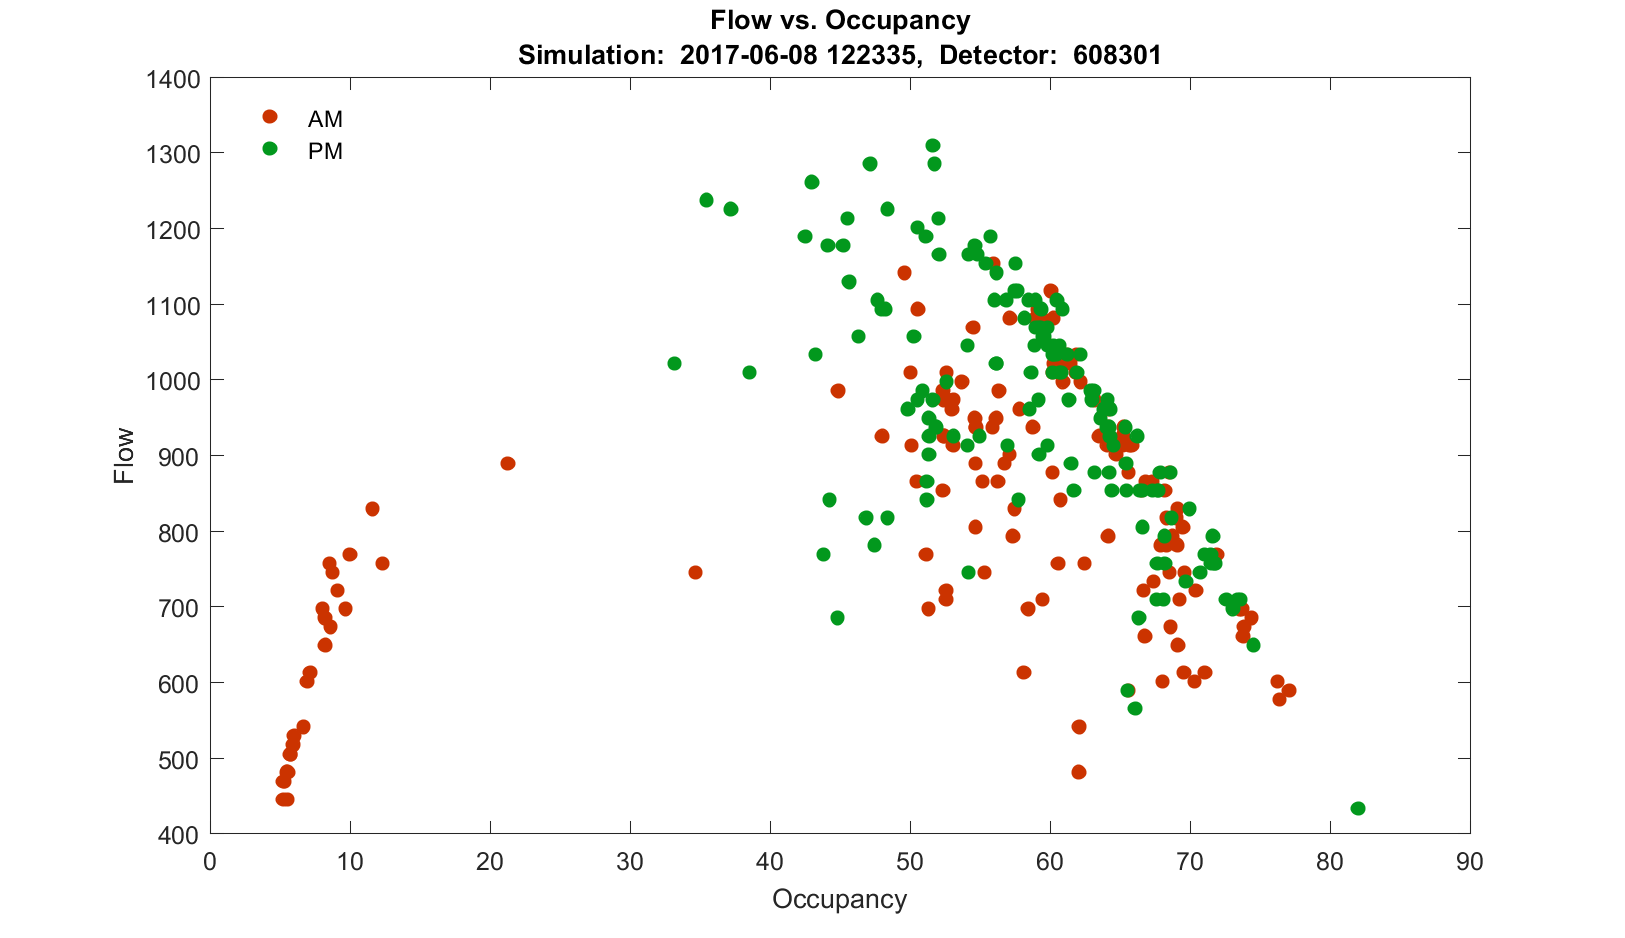 Flow vs. Occupancy
Simulation:  2017-06-08 122335,  Detector:  608301
1400
1300
1200
1100
1000
900
800
700
600
500
400
Flow
AM
PM
0 10 20 30 40 50 60 70 80 90
Occupancy